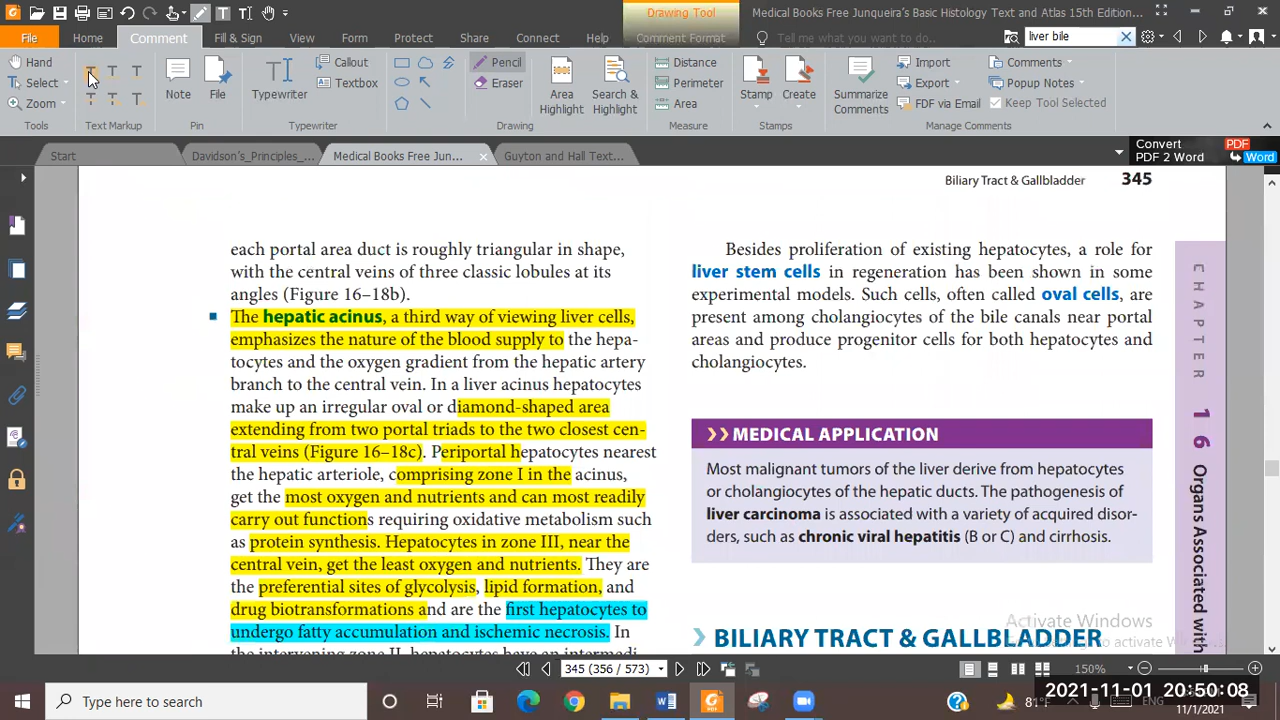 Drawing Tool
Medical Books Free Junqueira's Basic Histology Text and Atlas 15th Edition...
File
Home
Comment
Fill & Sign
View
Form
Protect
Share
Connect
Help
Comment Format
Tell me what you want to do...
liver bile
Hand
Select
Zoom
Tools
Text Markup
Note
File
Pin
Typewriter
Callout
Textbox
Typewriter
Pencil
Eraser
Drawing
Area
Highlight
Search &
Highlight
Distance
Perimeter
Area
Measure
Stamp
Create
Stamps
Summarize
Comments
Import
Export
FDF via Email
Comments
Popup Notes
Keep Tool Selected
Manage Comments
Start
Davidson's_Principles_...
Medical Books Free Junq...
Guyton and Hall Text...
Convert
PDF 2 Word
PDF
Word
Biliary Tract & Gallbladder 345
each portal area duct is roughly triangular in shape,
with the central veins of three classic lobules at its
angles (Figure 16–18b).
The hepatic acinus, a third way of viewing liver cells,
emphasizes the nature of the blood supply to the hepa-
tocytes and the oxygen gradient from the hepatic artery
branch to the central vein. In a liver acinus hepatocytes
make up an irregular oval or diamond-shaped area
extending from two portal triads to the two closest cen-
tral veins (Figure 16–18c). Periportal hepatocytes nearest
the hepatic arteriole, comprising zone I in the acinus,
get the most oxygen and nutrients and can most readily
carry out functions requiring oxidative metabolism such
as protein synthesis. Hepatocytes in zone III, near the
central vein, get the least oxygen and nutrients. They are
the preferential sites of glycolysis, lipid formation, and
drug biotransformations and are the first hepatocytes to
undergo fatty accumulation and ischemic necrosis. In
the intervening zone II, hepatocytes have an intermedi
Besides proliferation of existing hepatocytes, a role for
liver stem cells in regeneration has been shown in some
experimental models. Such cells, often called oval cells, are
present among cholangiocytes of the bile canals near portal
areas and produce progenitor cells for both hepatocytes and
cholangiocytes.
MEDICAL APPLICATION
Most malignant tumors of the liver derive from hepatocytes
or cholangiocytes of the hepatic ducts. The pathogenesis of
liver carcinoma is associated with a variety of acquired disor-
ders, such as chronic viral hepatitis (B or C) and cirrhosis.
BILIARY TRACT & GALLBLADDER
CHAPTER 16 Organs Associated with
Activate Windows
345 (356 / 573)
150%
Type here to search
81°
ENG
2021-11-01 20:50:08
11/1/2021